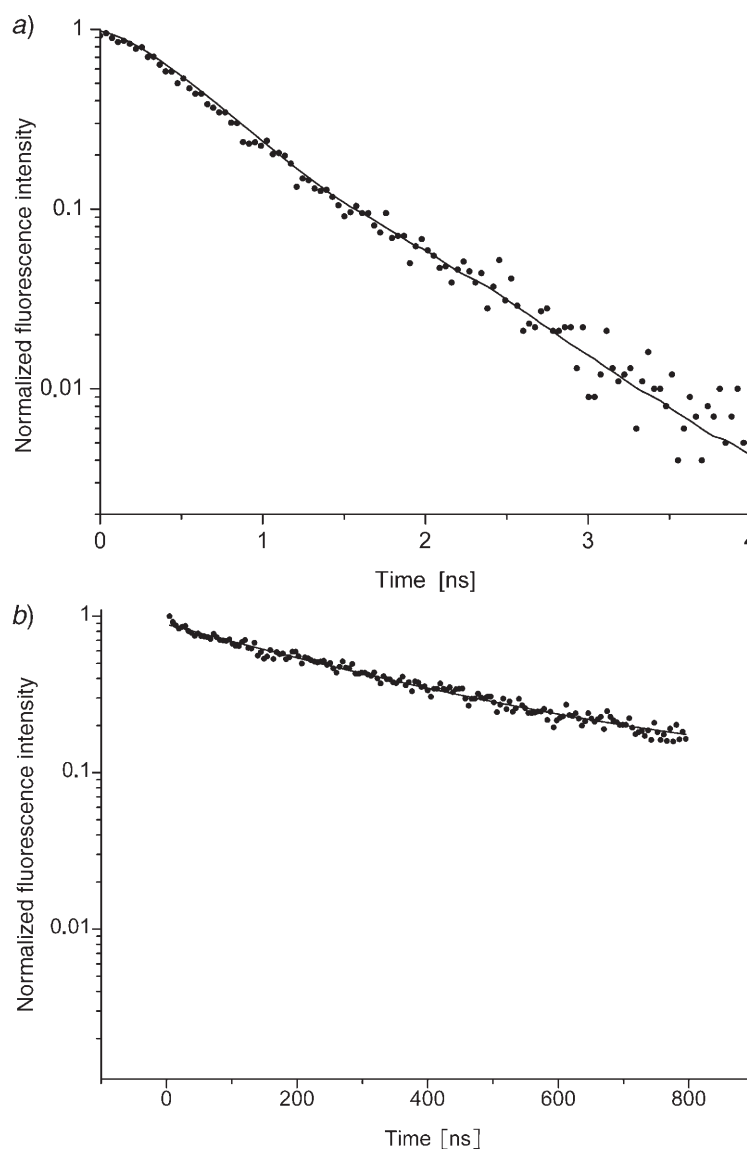 a)
Normalized fluorescence intensity
1
0.1
0.01
0 1 2 3 4
Time [ns]
b)
Normalized fluorescence intensity
1
0.1
0.01
0 200 400 600 800
Time [ns]